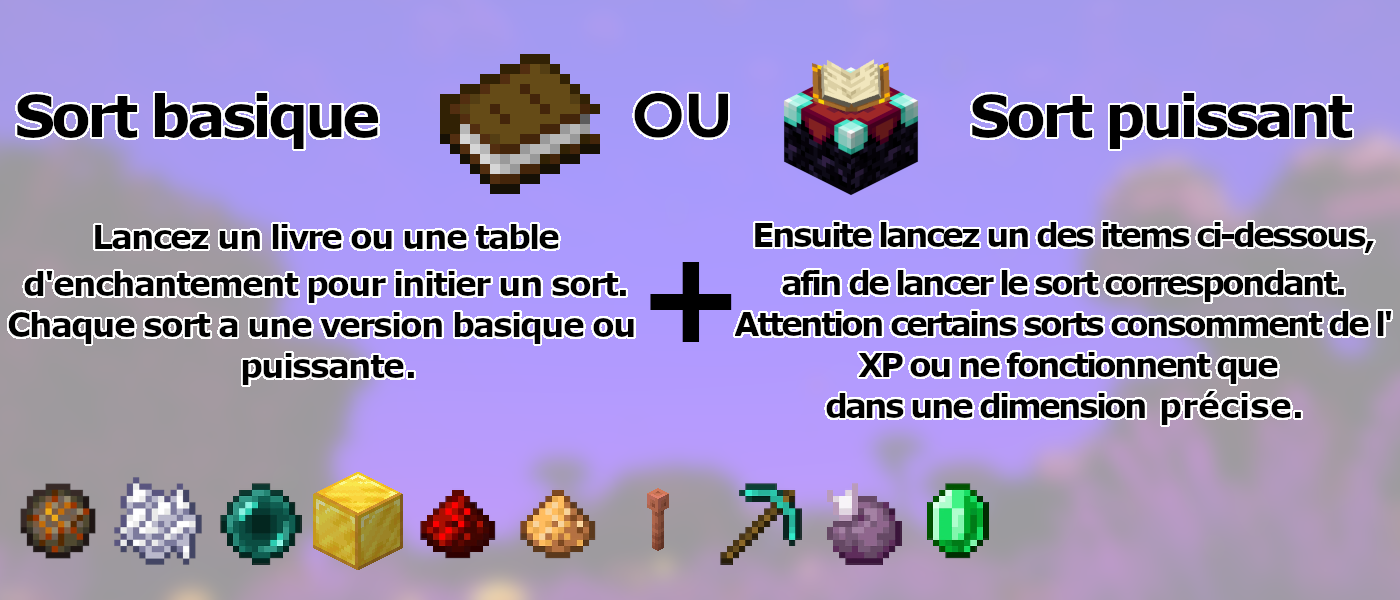 Sort basique
OU
Sort puissant
Lancez un livre ou une table
d'enchantement pour initier un sort.
Chaque sort a une version basique ou
puissante.
+
Ensuite lancez un des items ci-dessous,
afin de lancer le sort correspondant.
Attention certains sorts consomment de l'
XP ou ne fonctionnent que
dans une dimension précise.